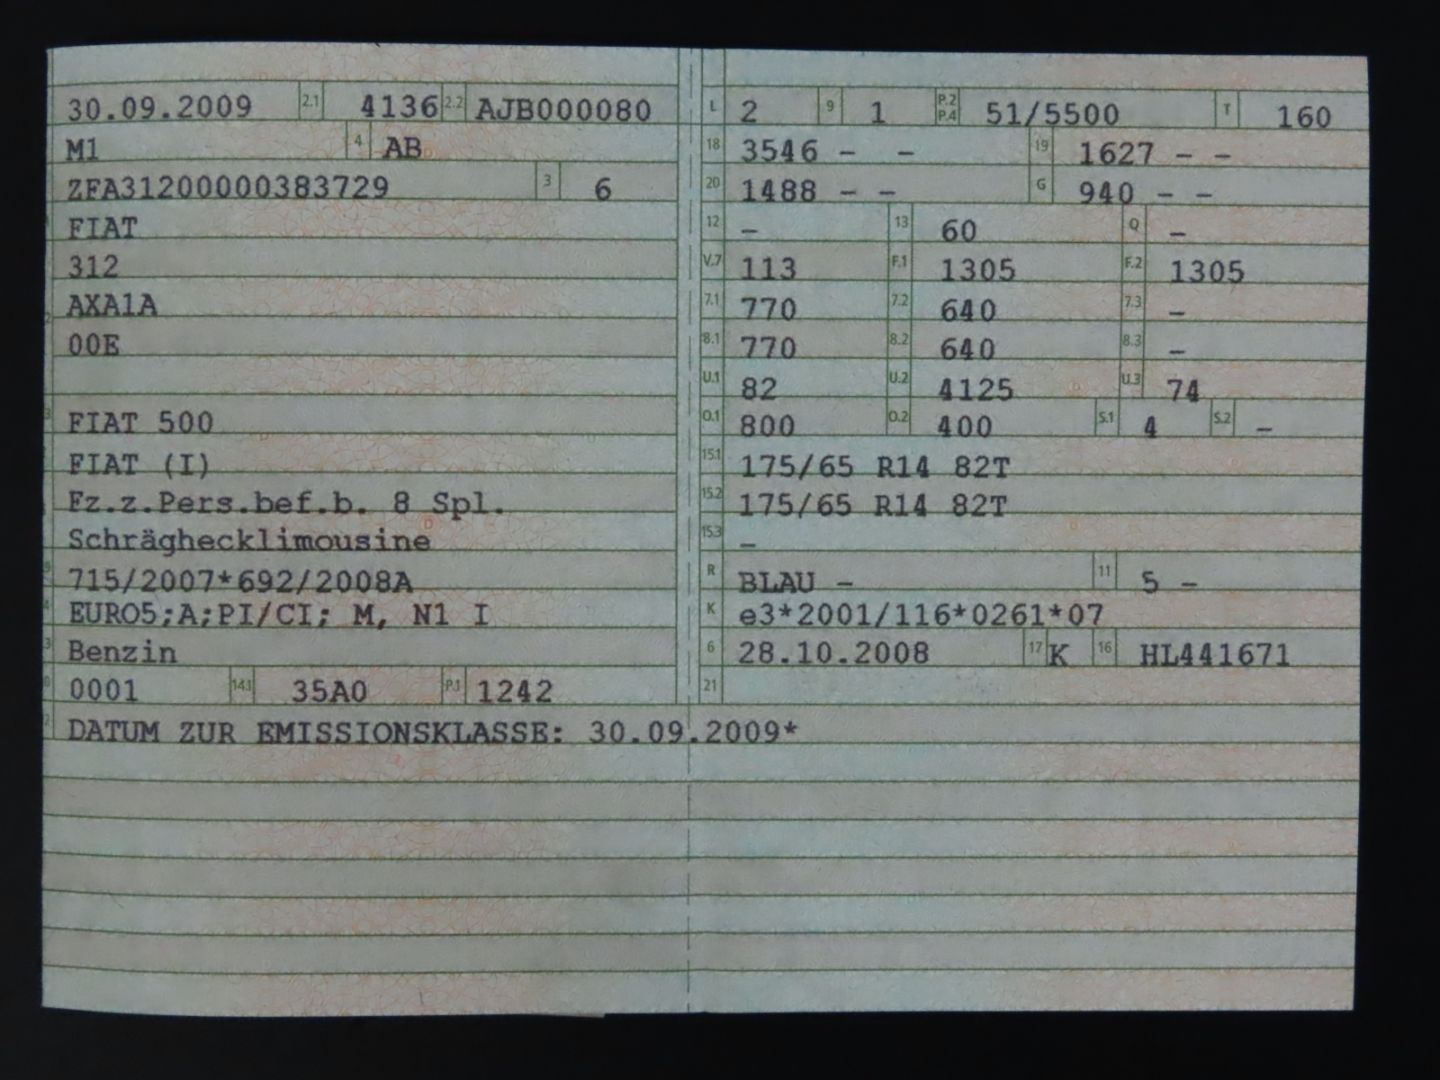 30.09.2009 2.1 4136 2.2 AJB000080
M1 4 AB
ZFA31200000383729 3 6
FIAT
312
AXA1A
00E
FIAT 500
FIAT (I)
Fz.z.Pers.bef.b. 8 Spl.
Schräghecklimousine
715/2007*692/2008A
EURO5;A;PI/CI; M, N1 I
Benzin
0001 14.1 35A0 P.1 1242
L 2 9 1 P.2 P.4 51/5500 T 160
18 3546 - - 19 1627 - -
20 1488 - - G 940 - -
12 - 13 60 Q -
V.7 113 F.1 1305 F.2 1305
7.1 770 7.2 640 7.3 -
8.1 770 8.2 640 8.3 -
U.1 82 U.2 4125 U.3 74
O.1 800 O.2 400 S.1 4 S.2 -
15.1 175/65 R14 82T
15.2 175/65 R14 82T
15.3 -
R BLAU - 11 5 -
K e3*2001/116*0261*07
6 28.10.2008 17 K 16 HL441671
21
DATUM ZUR EMISSIONSKLASSE: 30.09.2009*